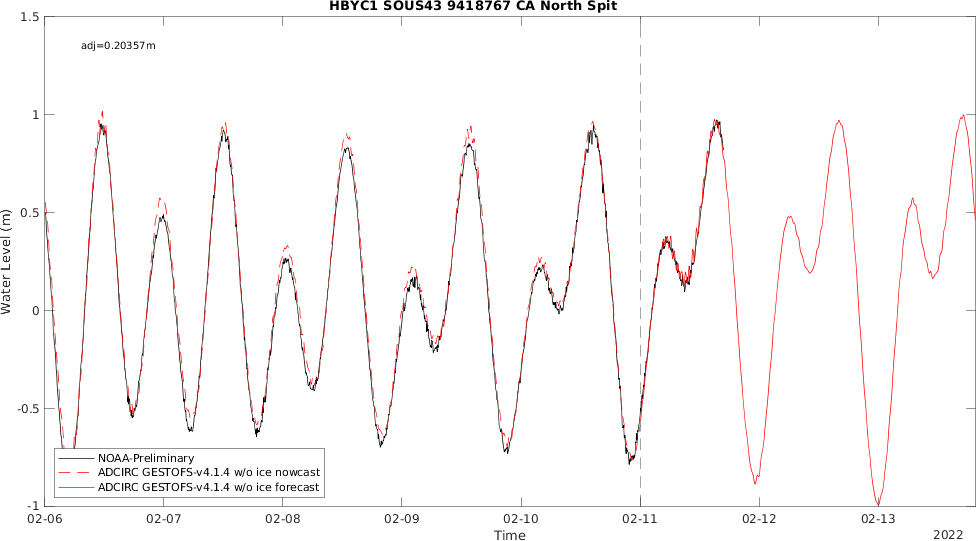 HBYC1 SOUS43 9418767 CA North Spit
adj=0.20357m
1.5
1
0.5
0
-0.5
-1
Water Level (m)
NOAA-Preliminary
ADCIRC GESTOFS-v4.1.4 w/o ice nowcast
ADCIRC GESTOFS-v4.1.4 w/o ice forecast
02-06 02-07 02-08 02-09 02-10 02-11 02-12 02-13
Time
2022